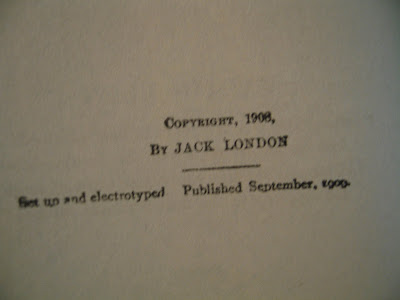 COPYRIGHT, 1908,
BY JACK LONDON
Set up and electrotyped Published September, 1909.